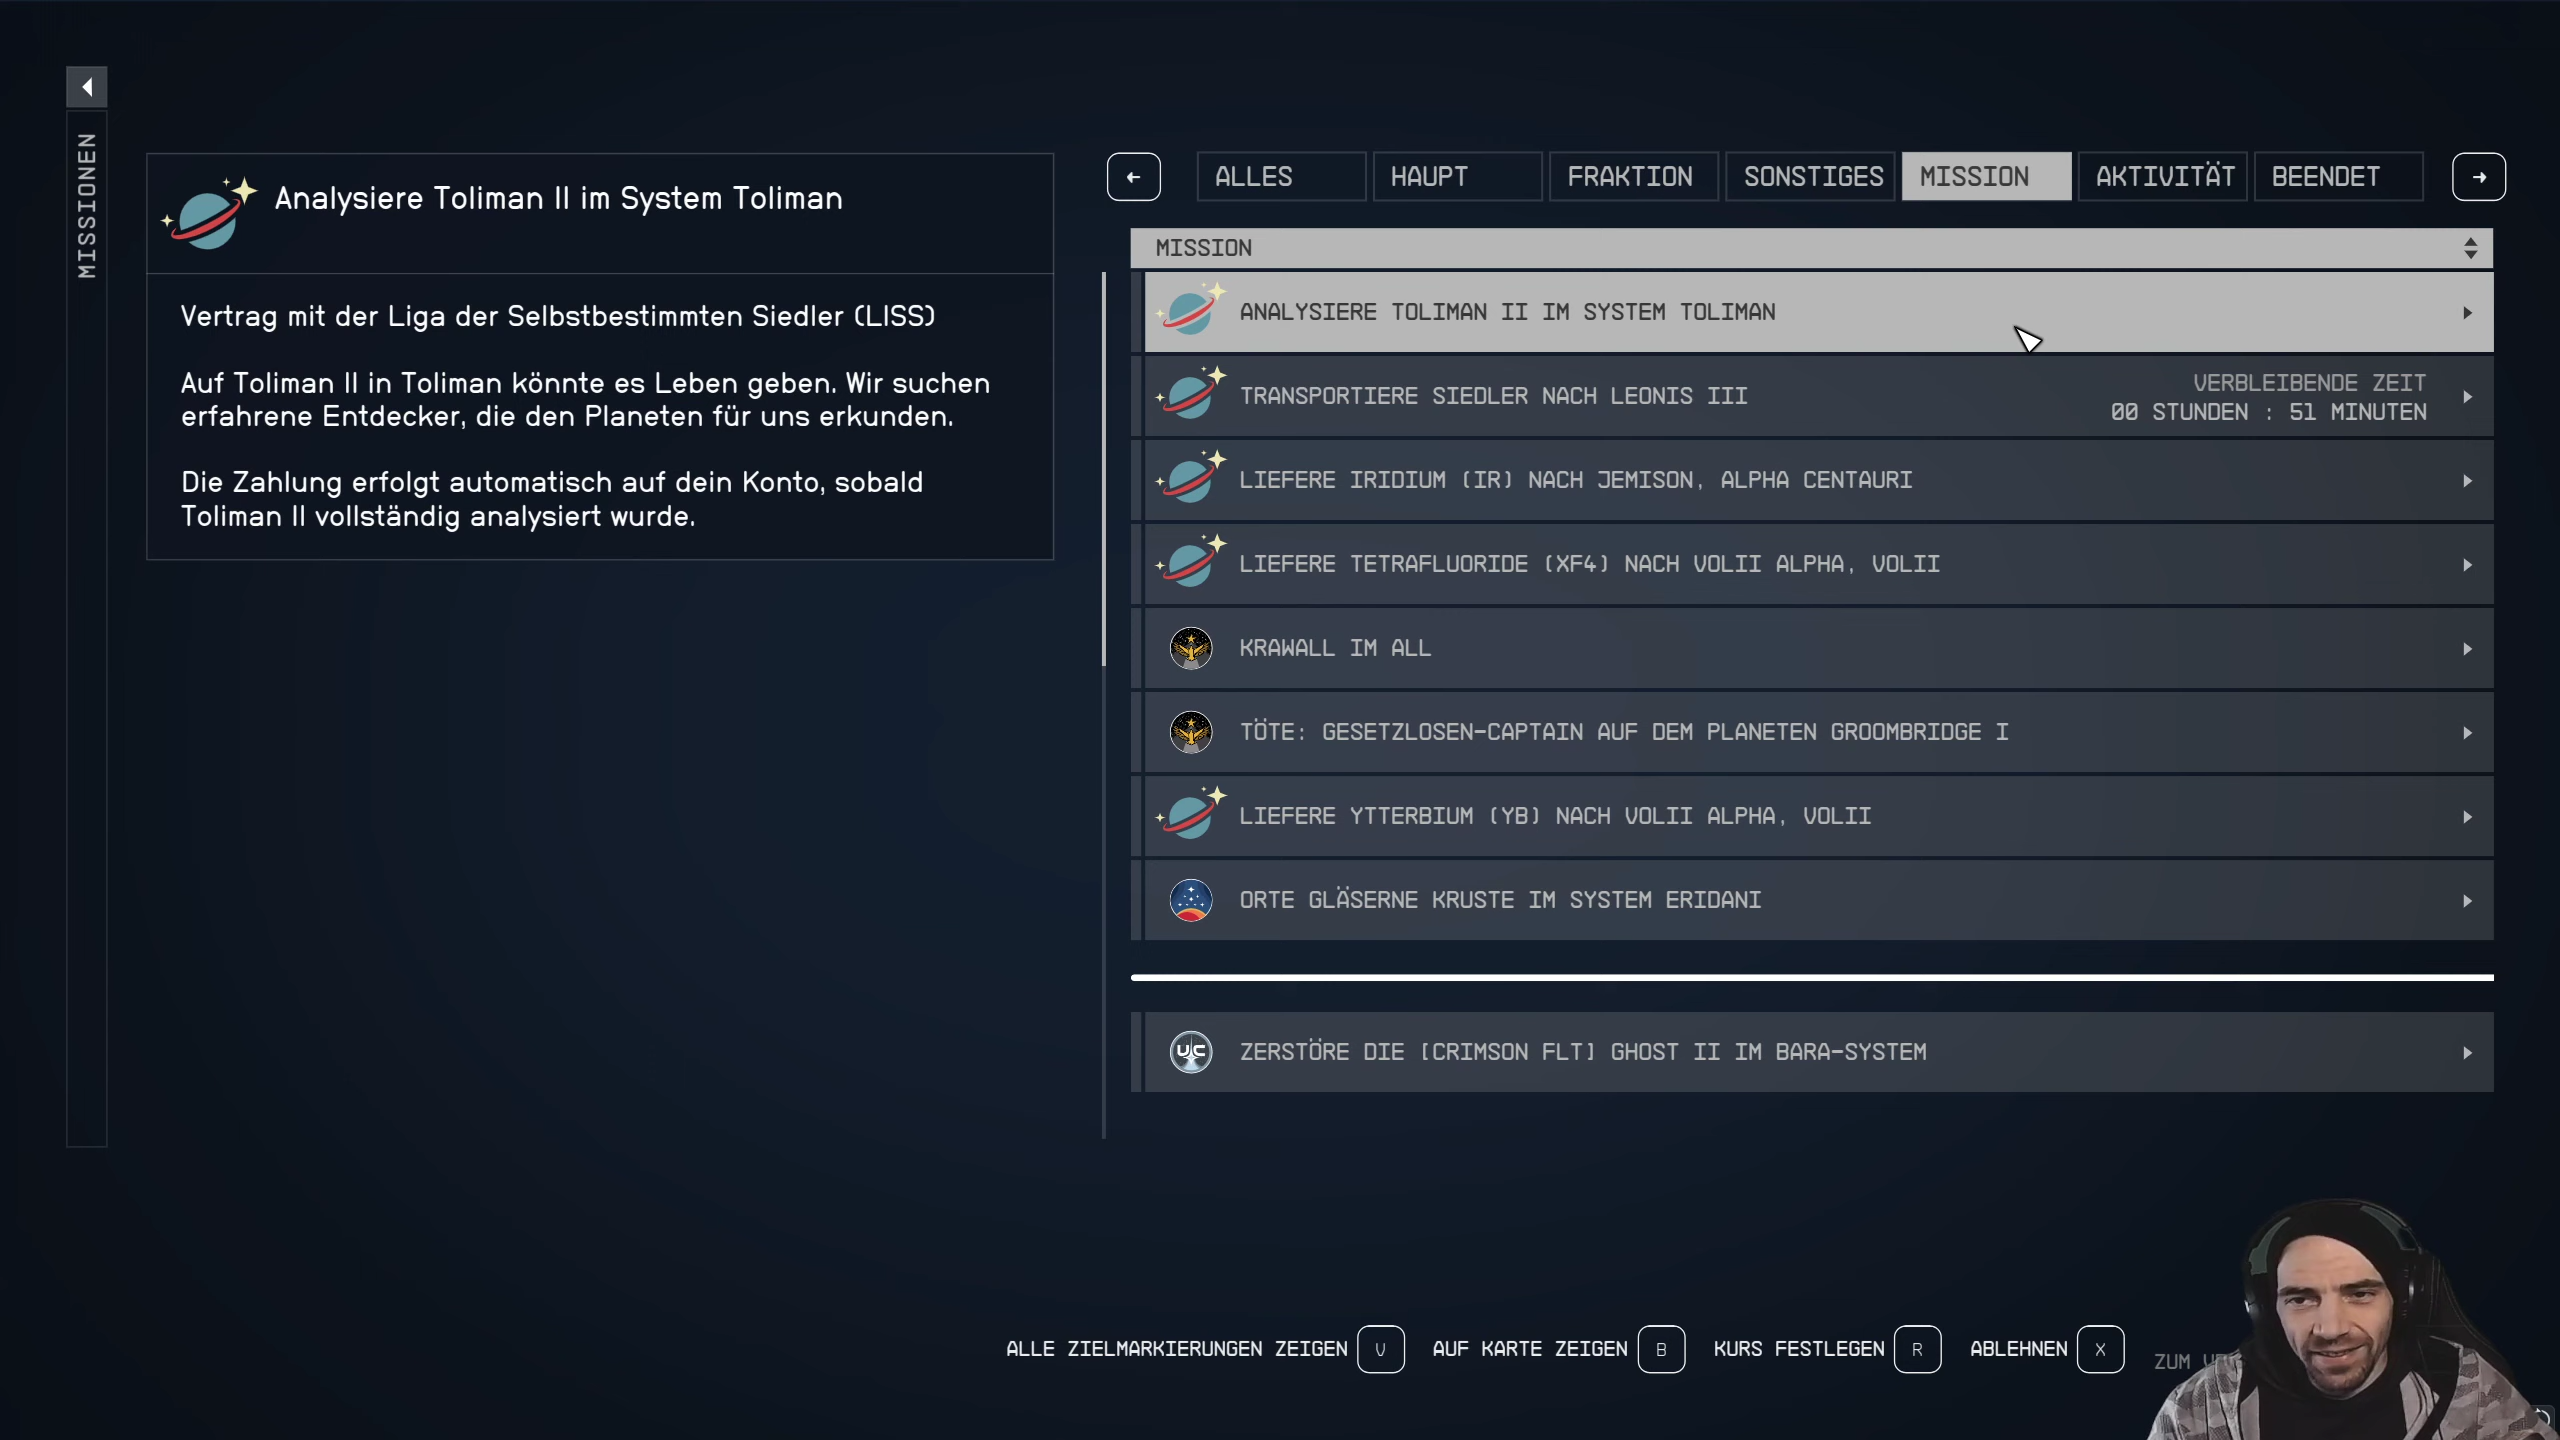 MISSIONEN
Analysiere Toliman II im System Toliman
Vertrag mit der Liga der Selbstbestimmten Siedler (LISS)
Auf Toliman II in Toliman könnte es Leben geben. Wir suchen
erfahrene Entdecker, die den Planeten für uns erkunden.
Die Zahlung erfolgt automatisch auf dein Konto, sobald
Toliman II vollständig analysiert wurde.
ALLES HAUPT FRAKTION SONSTIGES MISSION AKTIVITÄT BEENDET
MISSION
ANALYSIERE TOLIMAN II IM SYSTEM TOLIMAN
TRANSPORTIERE SIEDLER NACH LEONIS III
VERBLEIBENDE ZEIT
00 STUNDEN : 51 MINUTEN
LIEFERE IRIDIUM (IR) NACH JEMISON, ALPHA CENTAURI
LIEFERE TETRAFLUORIDE (XF4) NACH VOLII ALPHA, VOLII
KRAWALL IM ALL
TÖTE: GESETZLOSEN-CAPTAIN AUF DEM PLANETEN GROOMBRIDGE I
LIEFERE YTTERBIUM (YB) NACH VOLII ALPHA, VOLII
ORTE GLÄSERNE KRUSTE IM SYSTEM ERIDANI
UC
ZERSTÖRE DIE [CRIMSON FLT] GHOST II IM BARA-SYSTEM
ALLE ZIELMARKIERUNGEN ZEIGEN V AUF KARTE ZEIGEN B KURS FESTLEGEN R ABLEHNEN X ZUM